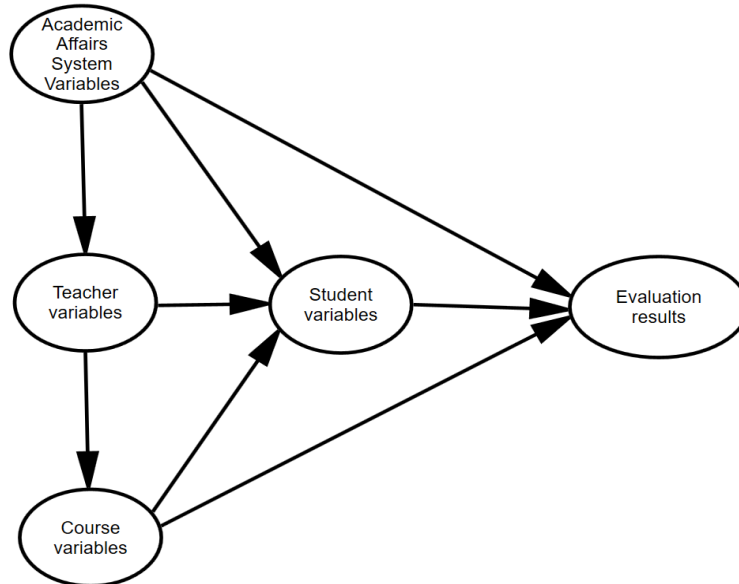 Academic
Affairs
System
Variables
Teacher
variables
Student
variables
Evaluation
results
Course
variables